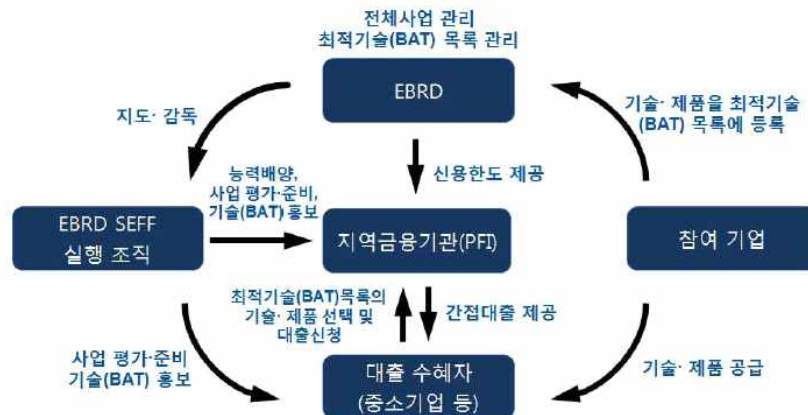 전체사업 관리
최적기술(BAT) 목록 관리
EBRD
지도· 감독
기술· 제품을 최적기술
(BAT) 목록에 등록
능력배양,
사업 평가·준비,
기술(BAT) 홍보
신용한도 제공
EBRD SEFF
실행 조직
지역금융기관(PFI)
참여 기업
최적기술(BAT)목록의
기술· 제품 선택 및
대출신청
간접대출 제공
사업 평가·준비
기술(BAT) 홍보
대출 수혜자
(중소기업 등)
기술· 제품 공급